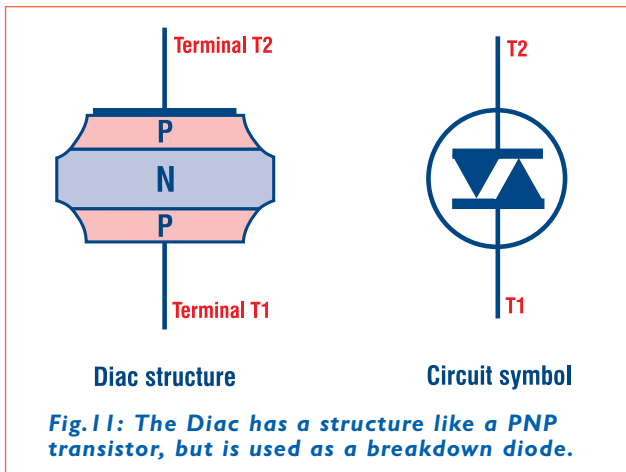 Terminal T2
P
N
P
Terminal T1
Diac structure
T2
T1
Circuit symbol
Fig.11: The Diac has a structure like a PNP
transistor, but is used as a breakdown diode.